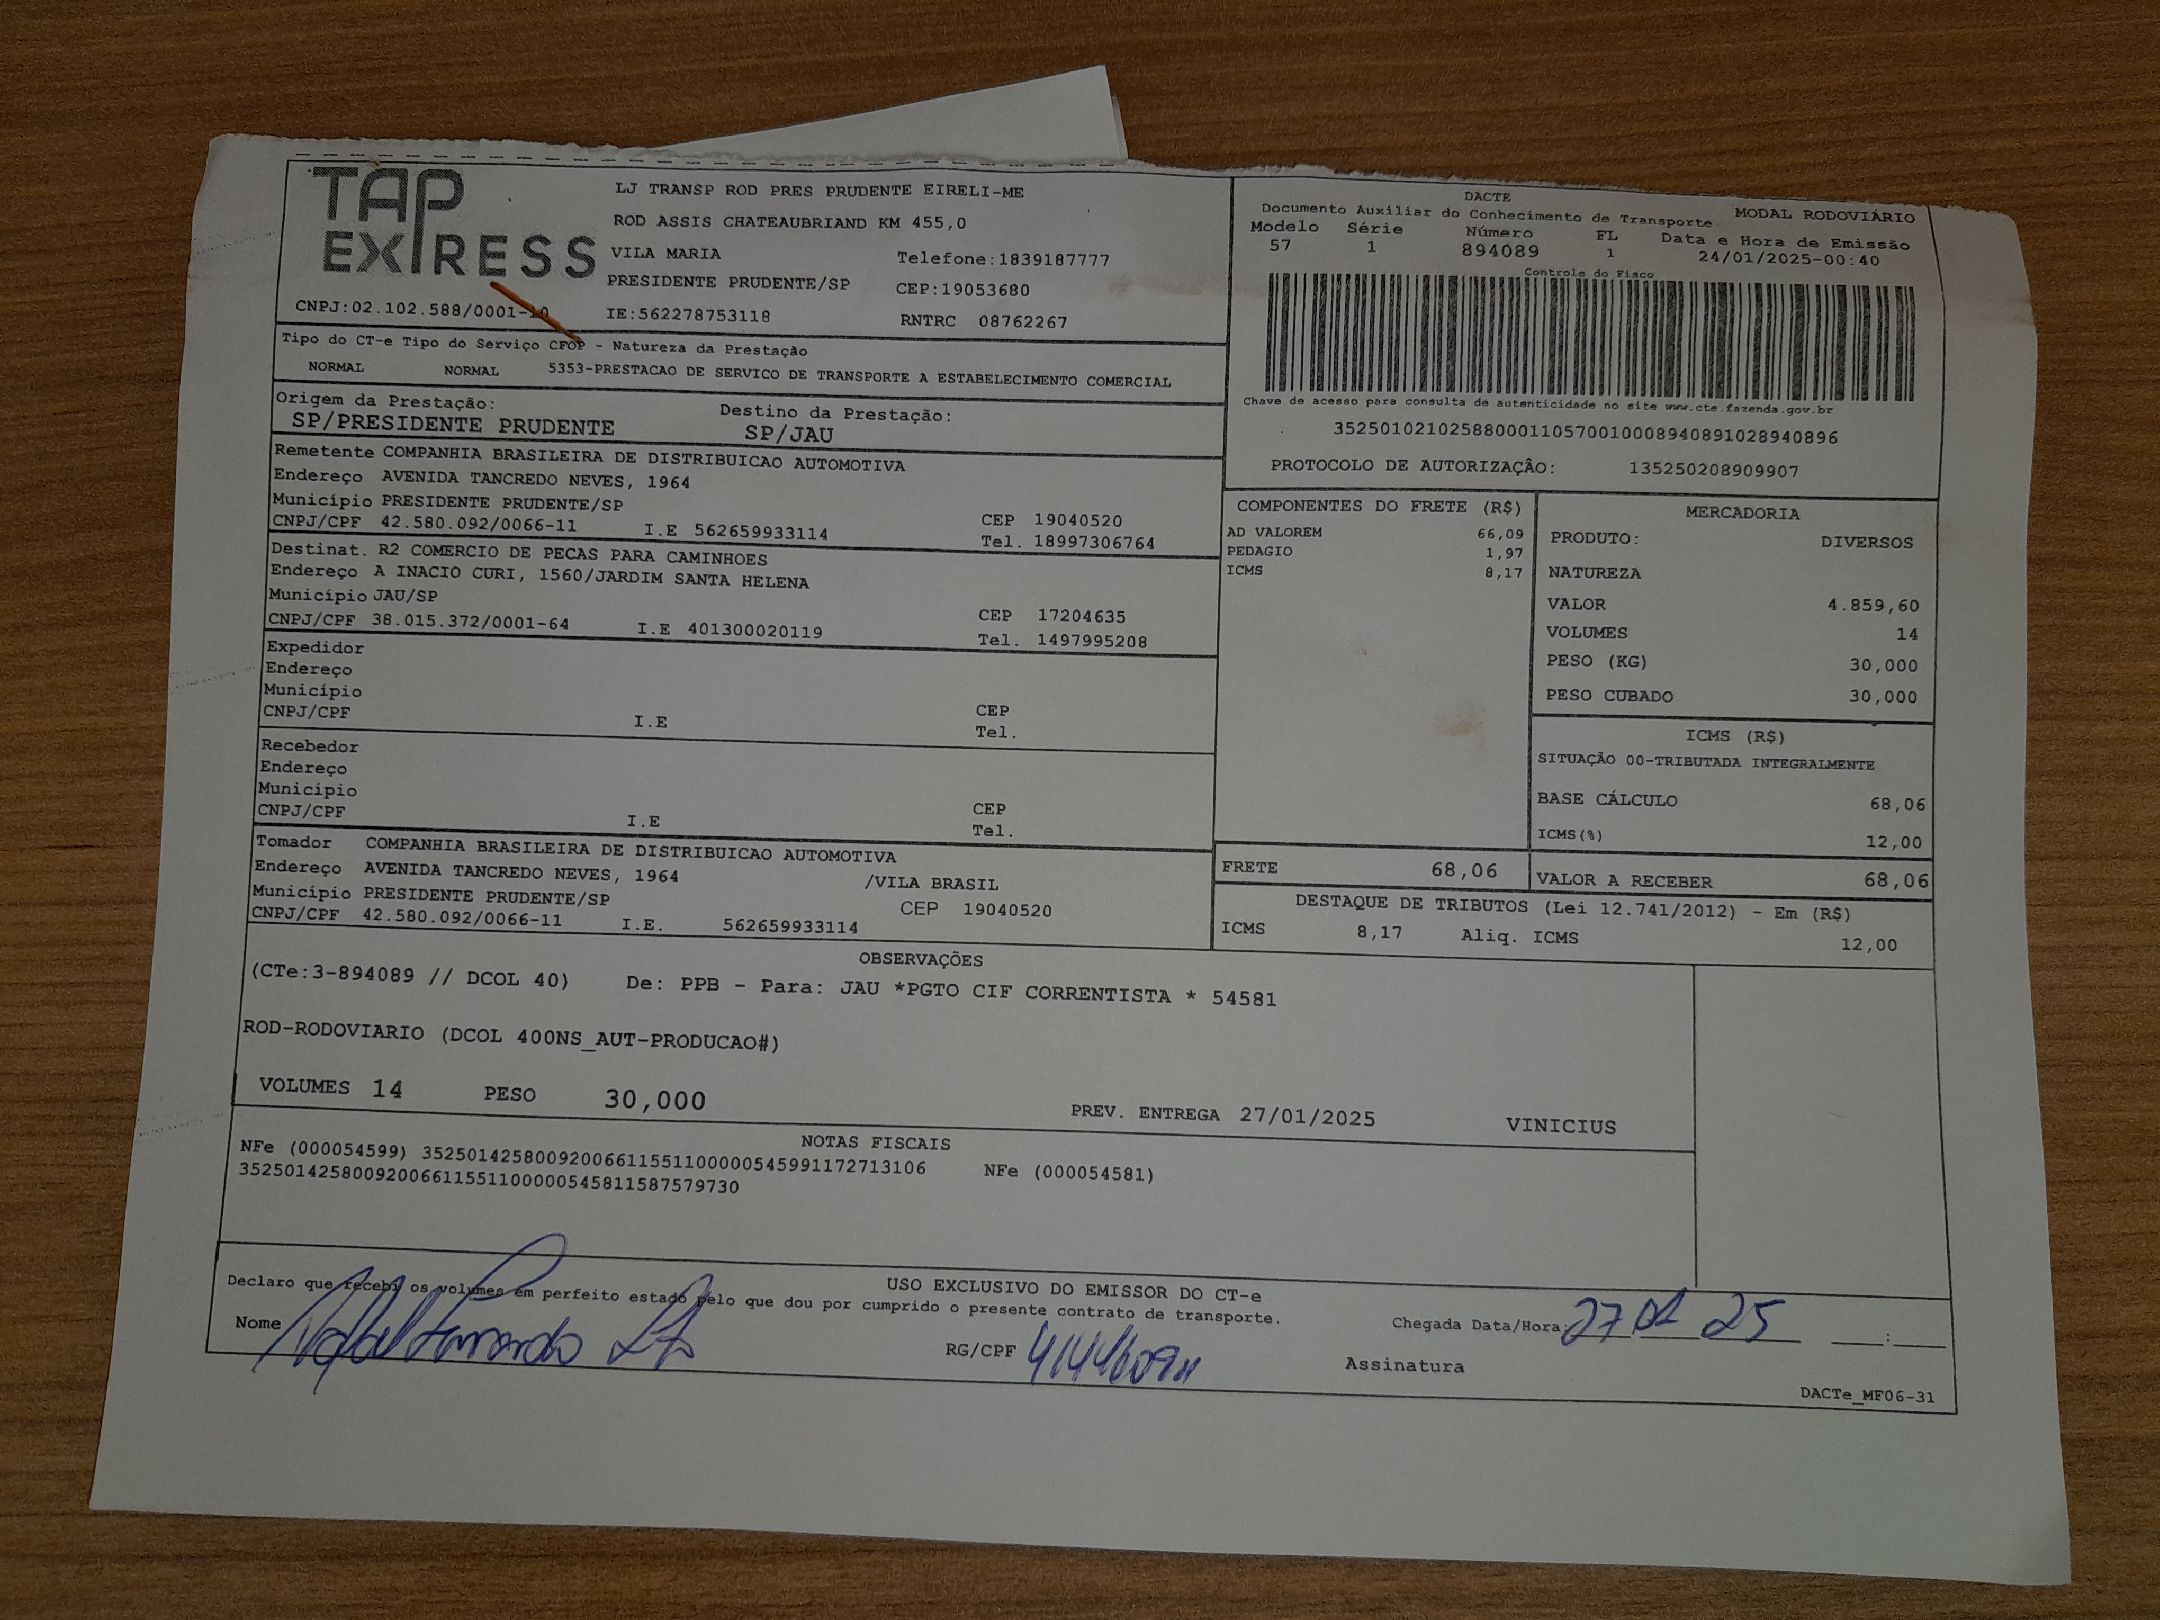 TAP EXPRESS
LJ TRANSP ROD PRES PRUDENTE EIRELI-ME
ROD ASSIS CHATEAUBRIAND KM 455,0
VILA MARIA Telefone:1839187777
PRESIDENTE PRUDENTE/SP CEP:19053680
CNPJ:02.102.588/0001-10 IE:562278753118 RNTRC 08762267
DACTE
Documento Auxiliar do Conhecimento de Transporte MODAL RODOVIÁRIO
Modelo Série Número FL Data e Hora de Emissão
57 1 894089 1 24/01/2025-00:40
Controle do Fisco
Chave de acesso para consulta de autenticidade no site www.cte.fazenda.gov.br
35250102102588000110570010008940891028940896
PROTOCOLO DE AUTORIZAÇÃO: 135250208909907
Tipo do CT-e Tipo do Serviço CFOP - Natureza da Prestação
NORMAL NORMAL 5353-PRESTACAO DE SERVICO DE TRANSPORTE A ESTABELECIMENTO COMERCIAL
Origem da Prestação: Destino da Prestação:
SP/PRESIDENTE PRUDENTE SP/JAU
Remetente COMPANHIA BRASILEIRA DE DISTRIBUICAO AUTOMOTIVA
Endereço AVENIDA TANCREDO NEVES, 1964
Município PRESIDENTE PRUDENTE/SP CEP 19040520
CNPJ/CPF 42.580.092/0066-11 I.E 562659933114 Tel. 18997306764
Destinat. R2 COMERCIO DE PECAS PARA CAMINHOES
Endereço A INACIO CURI, 1560/JARDIM SANTA HELENA
Município JAU/SP CEP 17204635
CNPJ/CPF 38.015.372/0001-64 I.E 401300020119 Tel. 1497995208
Expedidor
Endereço
Município CEP
CNPJ/CPF I.E Tel.
Recebedor
Endereço
Município CEP
CNPJ/CPF I.E Tel.
Tomador COMPANHIA BRASILEIRA DE DISTRIBUICAO AUTOMOTIVA
Endereço AVENIDA TANCREDO NEVES, 1964 /VILA BRASIL
Município PRESIDENTE PRUDENTE/SP CEP 19040520
CNPJ/CPF 42.580.092/0066-11 I.E. 562659933114
COMPONENTES DO FRETE (R$)
AD VALOREM 66,09
PEDAGIO 1,97
ICMS 8,17
MERCADORIA
PRODUTO: DIVERSOS
NATUREZA
VALOR 4.859,60
VOLUMES 14
PESO (KG) 30,000
PESO CUBADO 30,000
ICMS (R$)
SITUAÇÃO 00-TRIBUTADA INTEGRALMENTE
BASE CÁLCULO 68,06
ICMS(%) 12,00
FRETE 68,06 VALOR A RECEBER 68,06
DESTAQUE DE TRIBUTOS (Lei 12.741/2012) - Em (R$)
ICMS 8,17 Aliq. ICMS 12,00
OBSERVAÇÕES
(CTe:3-894089 // DCOL 40) De: PPB - Para: JAU *PGTO CIF CORRENTISTA * 54581
ROD-RODOVIARIO (DCOL 400NS_AUT-PRODUCAO#)
VOLUMES 14 PESO 30,000 PREV. ENTREGA 27/01/2025 VINICIUS
NOTAS FISCAIS
NFe (000054599) 35250142580092006611551100000545991172713106 NFe (000054581)
35250142580092006611551100000545811587579730
USO EXCLUSIVO DO EMISSOR DO CT-e
Declaro que recebi os volumes em perfeito estado pelo que dou por cumprido o presente contrato de transporte.
Nome RG/CPF Chegada Data/Hora: 27 01 25 :
Assinatura
DACTe_MF06-31